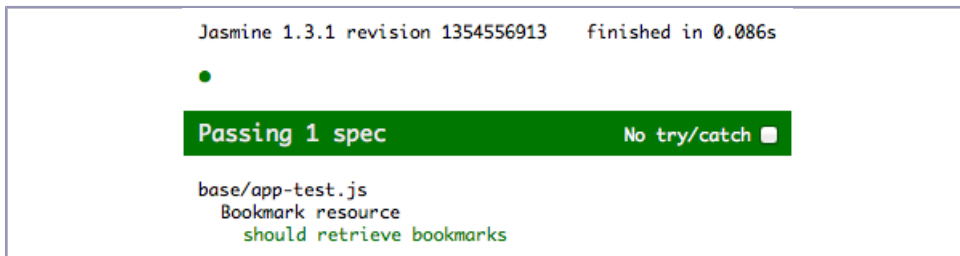 Jasmine 1.3.1 revision 1354556913 finished in 0.086s
Passing 1 spec No try/catch
base/app-test.js
Bookmark resource
should retrieve bookmarks